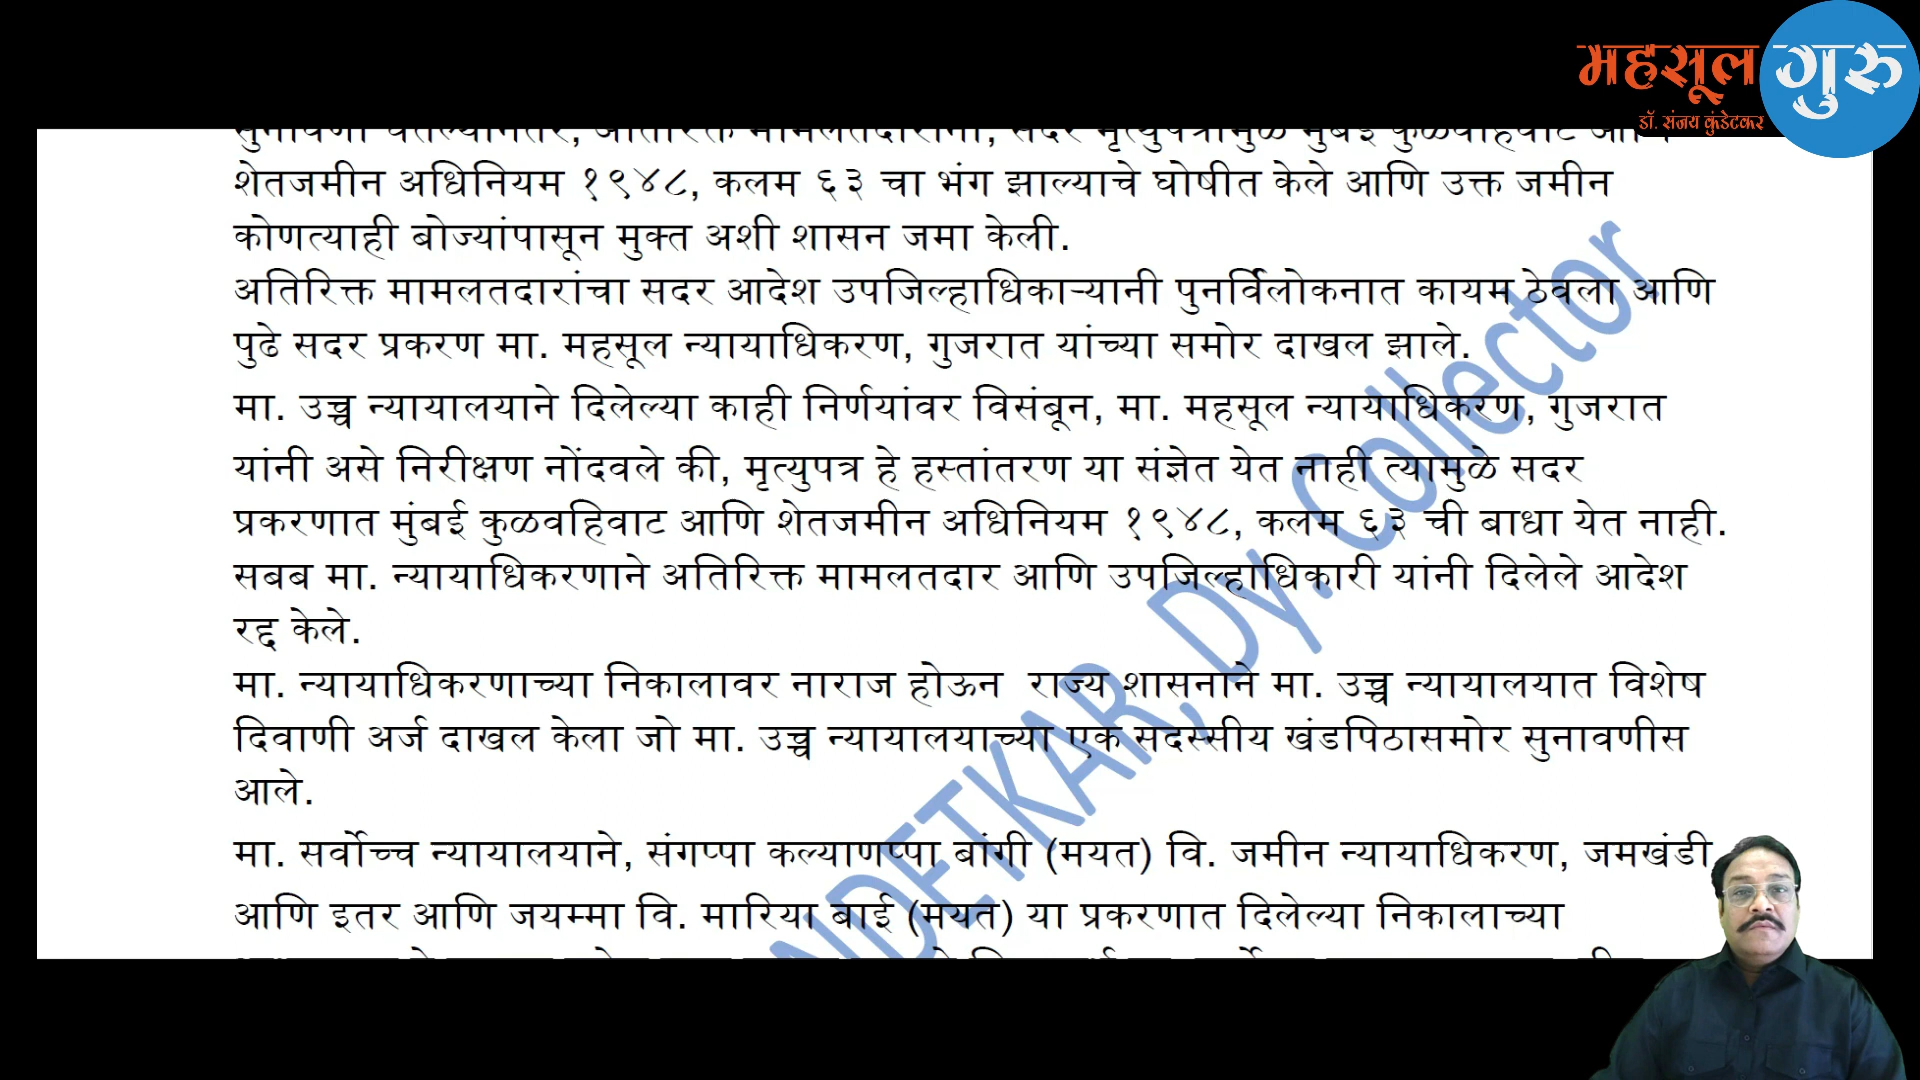 महसूल गुरु
डॉ. संजय कुंडेटकर
शेतजमीन अधिनियम १९४८, कलम ६३ चा भंग झाल्याचे घोषीत केले आणि उक्त जमीन
कोणत्याही बोज्यांपासून मुक्त अशी शासन जमा केली.
अतिरिक्त मामलतदारांचा सदर आदेश उपजिल्हाधिकाऱ्यानी पुनर्विलोकनात कायम ठेवला आणि
पुढे सदर प्रकरण मा. महसूल न्यायाधिकरण, गुजरात यांच्या समोर दाखल झाले.
मा. उच्च न्यायालयाने दिलेल्या काही निर्णयांवर विसंबून, मा. महसूल न्यायाधिकरण, गुजरात
यांनी असे निरीक्षण नोंदवले की, मृत्युपत्र हे हस्तांतरण या संज्ञेत येत नाही त्यामुळे सदर
प्रकरणात मुंबई कुळवहिवाट आणि शेतजमीन अधिनियम १९४८, कलम ६३ ची बाधा येत नाही.
सबब मा. न्यायाधिकरणाने अतिरिक्त मामलतदार आणि उपजिल्हाधिकारी यांनी दिलेले आदेश
रद्द केले.
मा. न्यायाधिकरणाच्या निकालावर नाराज होऊन राज्य शासनाने मा. उच्च न्यायालयात विशेष
दिवाणी अर्ज दाखल केला जो मा. उच्च न्यायालयाच्या एक सदस्सीय खंडपिठासमोर सुनावणीस
आले.
मा. सर्वोच्च न्यायालयाने, संगप्पा कल्याणप्पा बांगी (मयत) वि. जमीन न्यायाधिकरण, जमखंडी
आणि इतर आणि जयम्मा वि. मारिया बाई (मयत) या प्रकरणात दिलेल्या निकालाच्या
NDETKAR, Dy. Collector